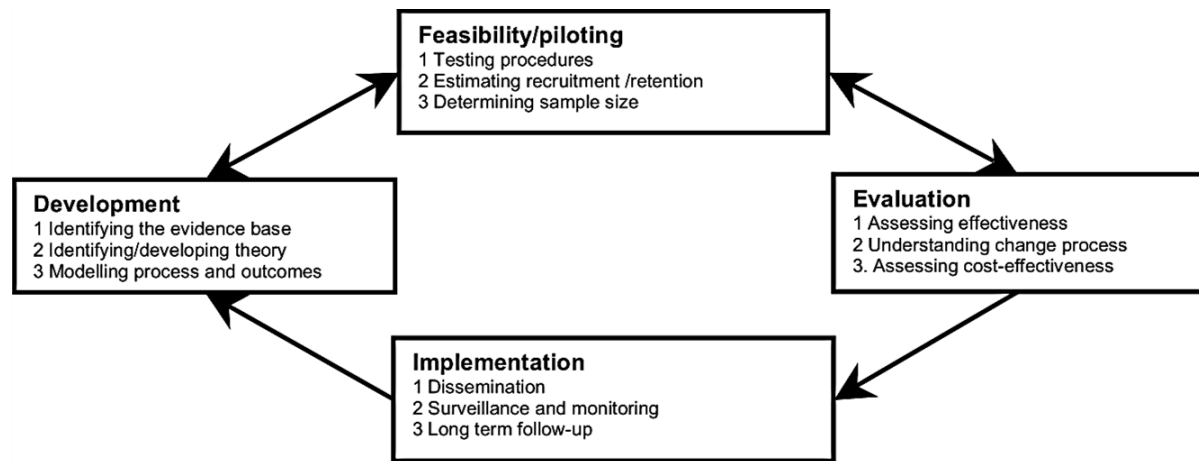 Feasibility/piloting
1 Testing procedures
2 Estimating recruitment /retention
3 Determining sample size
Development
1 Identifying the evidence base
2 Identifying/developing theory
3 Modelling process and outcomes
Evaluation
1 Assessing effectiveness
2 Understanding change process
3. Assessing cost-effectiveness
Implementation
1 Dissemination
2 Surveillance and monitoring
3 Long term follow-up